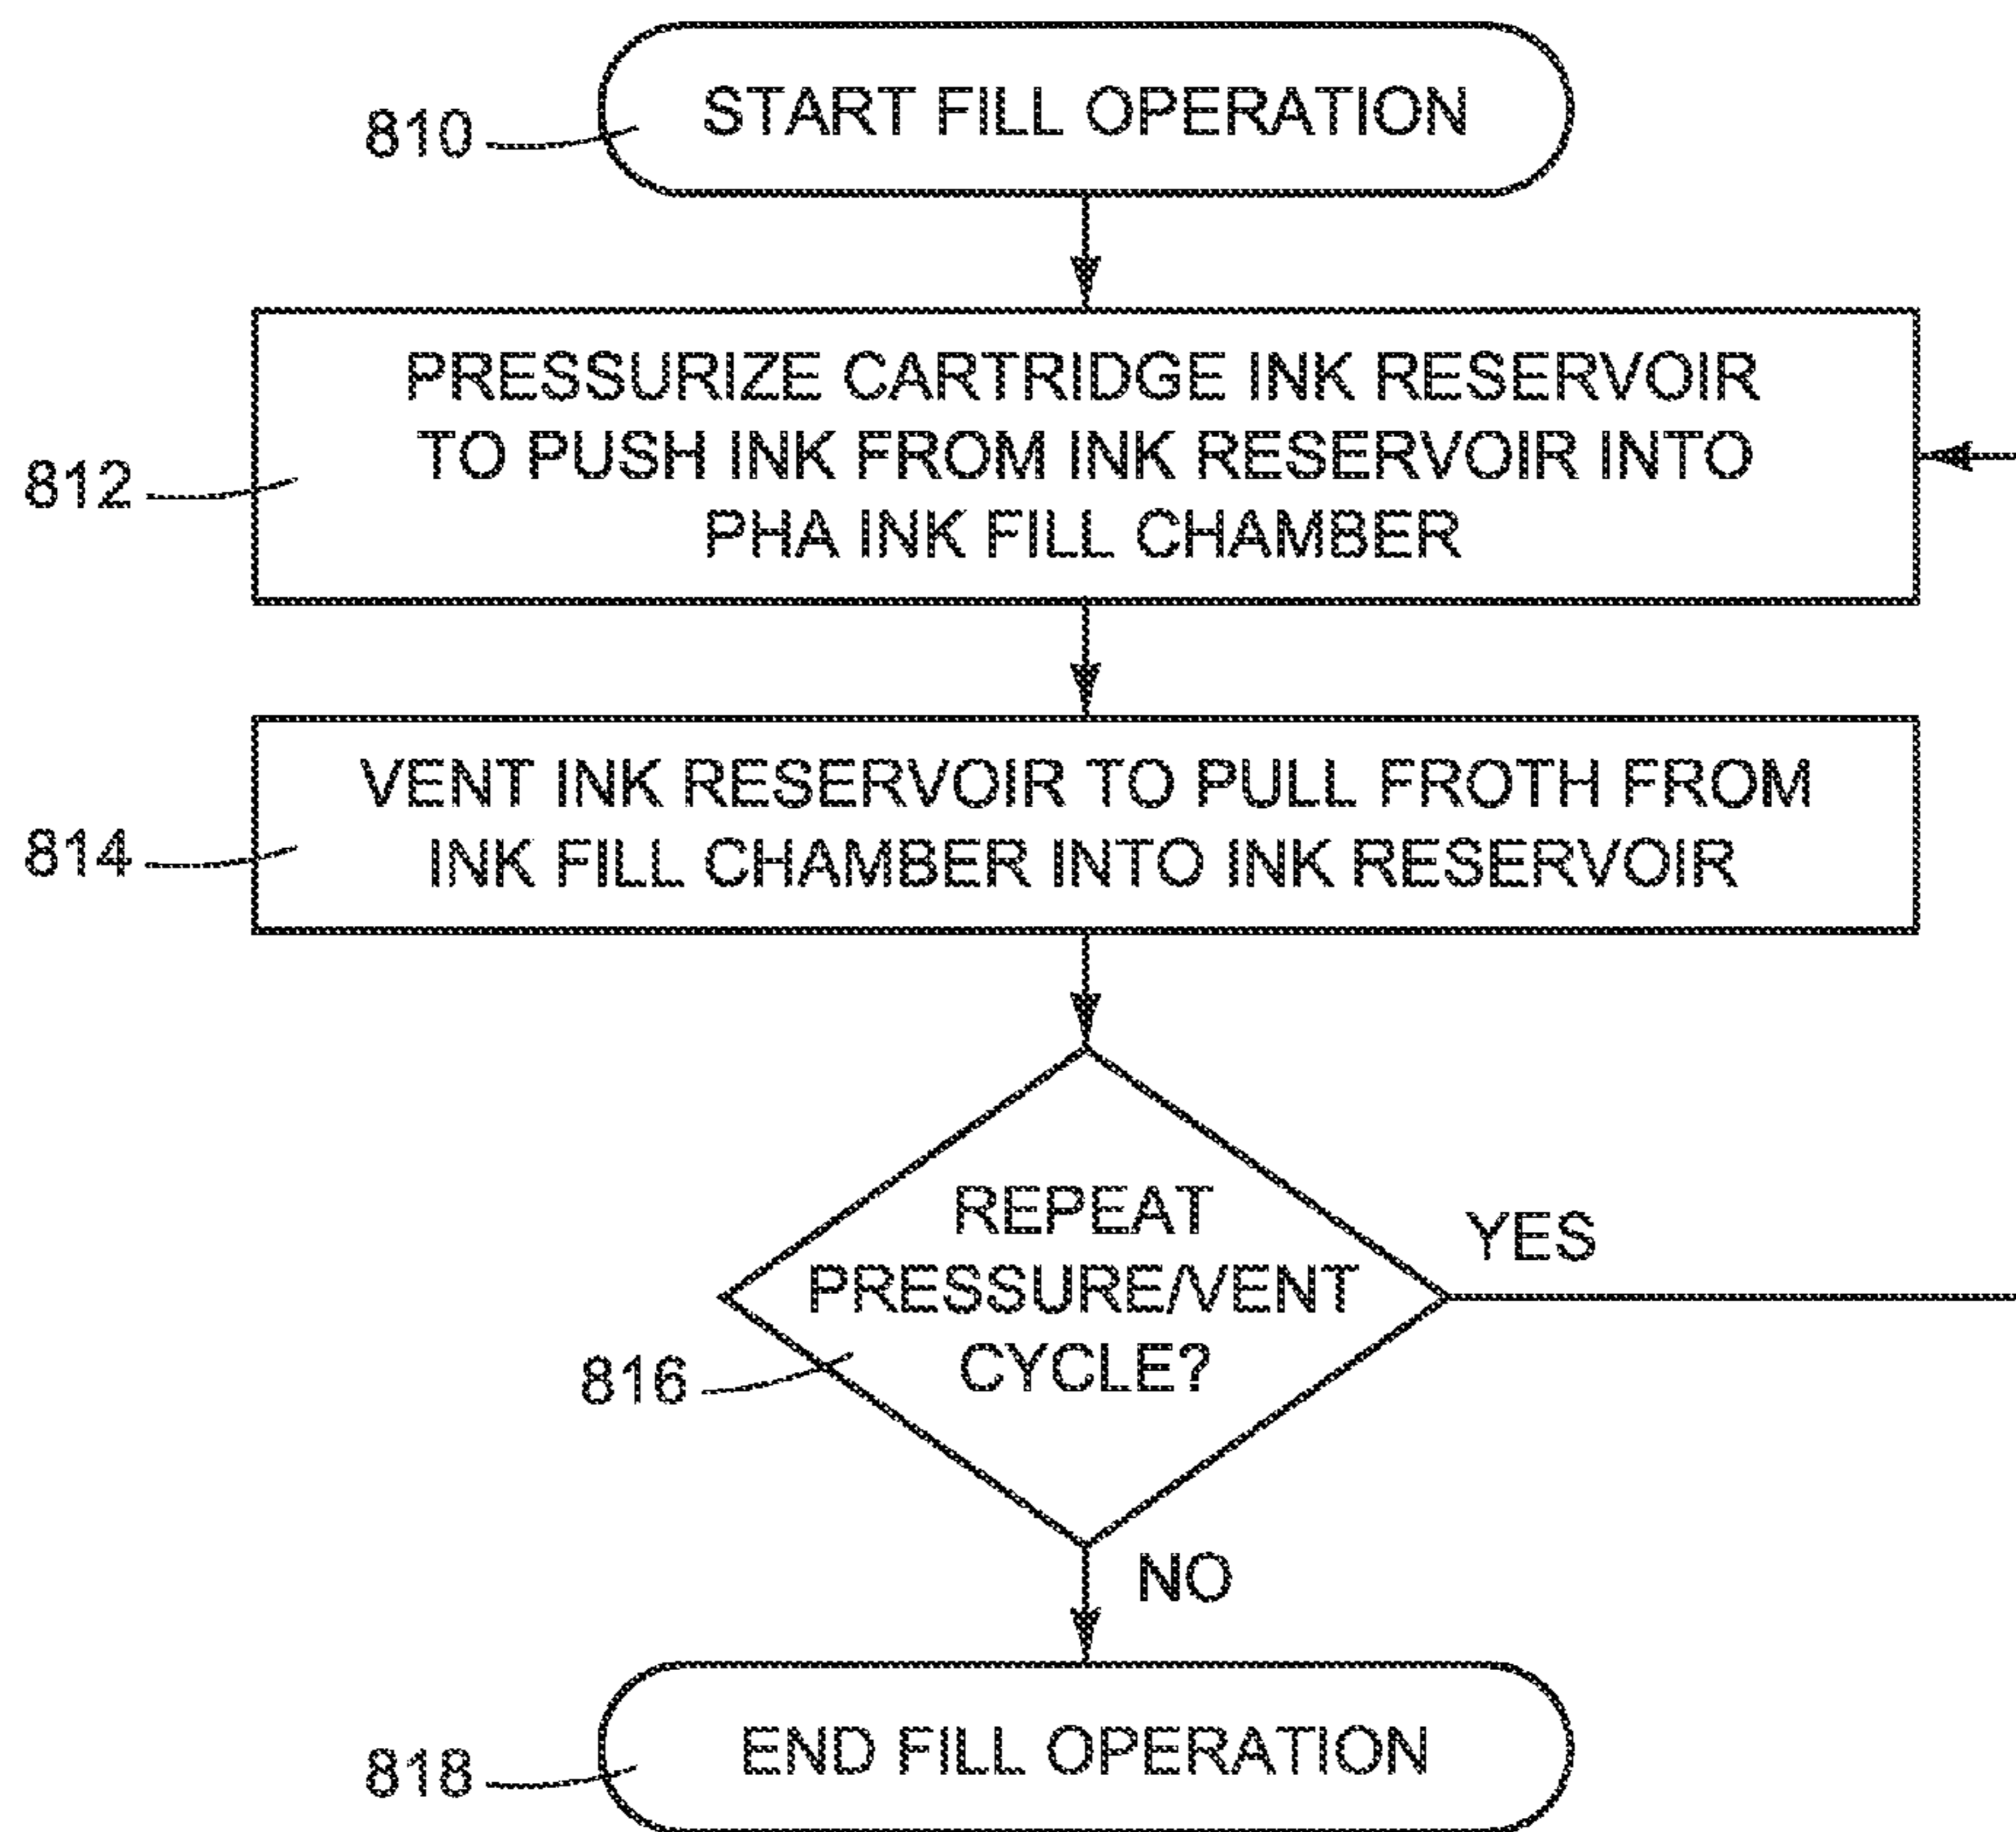 810
START FILL OPERATION
812
PRESSURIZE CARTRIDGE INK RESERVOIR
TO PUSH INK FROM INK RESERVOIR INTO
PHA INK FILL CHAMBER
814
VENT INK RESERVOIR TO PULL FROTH FROM
INK FILL CHAMBER INTO INK RESERVOIR
816
REPEAT
PRESSURE/VENT
CYCLE?
YES
NO
818
END FILL OPERATION